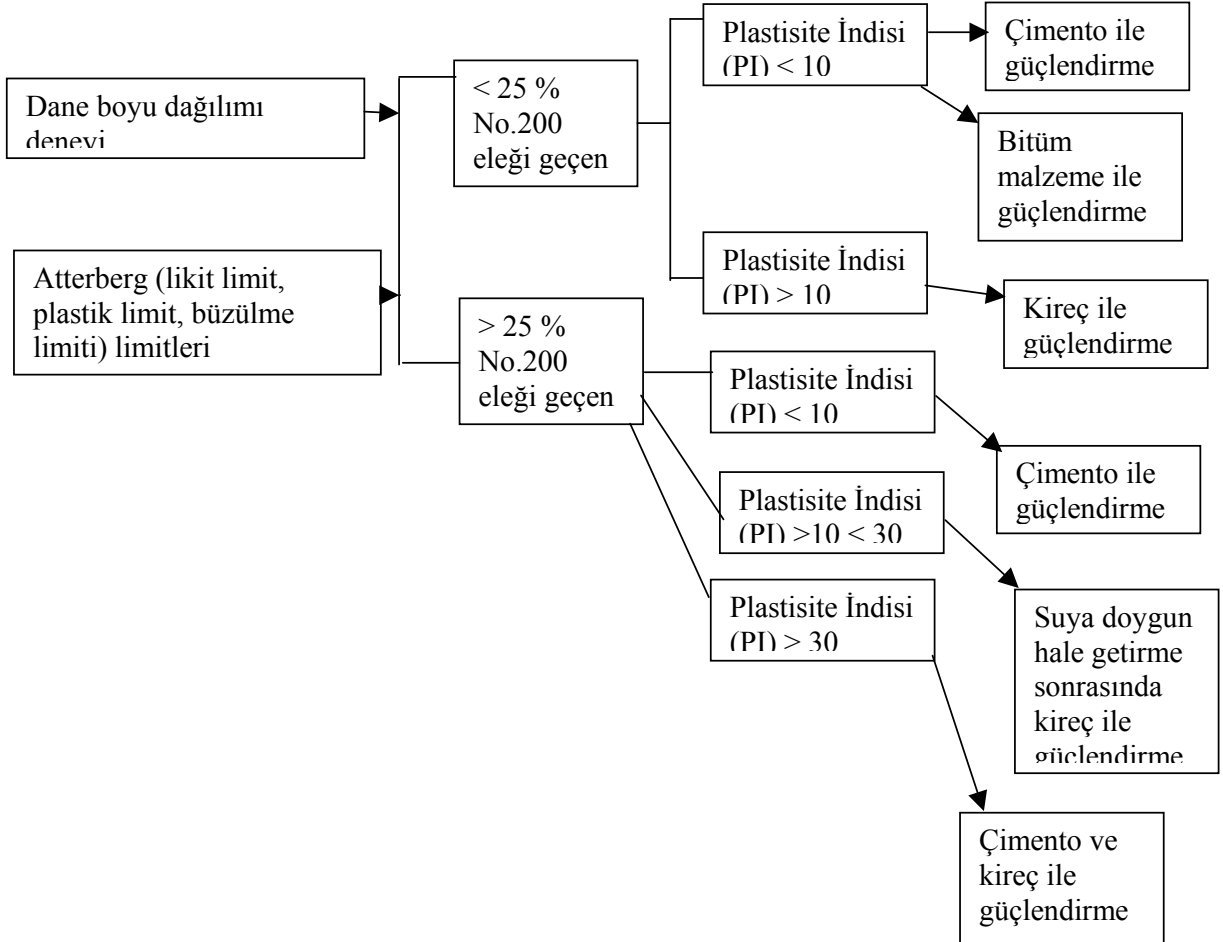 Dane boyu dağılımı
deneyi
Atterberg (likit limit,
plastik limit, büzülme
limiti) limitleri
< 25 %
No.200
eleği geçen
> 25 %
No.200
eleği geçen
Plastisite İndisi
(PI) < 10
Plastisite İndisi
(PI) > 10
Plastisite İndisi
(PI) < 10
Plastisite İndisi
(PI) >10 < 30
Plastisite İndisi
(PI) > 30
Çimento ile
güçlendirme
Bitüm
malzeme ile
güçlendirme
Kireç ile
güçlendirme
Çimento ile
güçlendirme
Suya doygun
hale getirme
sonrasında
kireç ile
güçlendirme
Çimento ve
kireç ile
güçlendirme